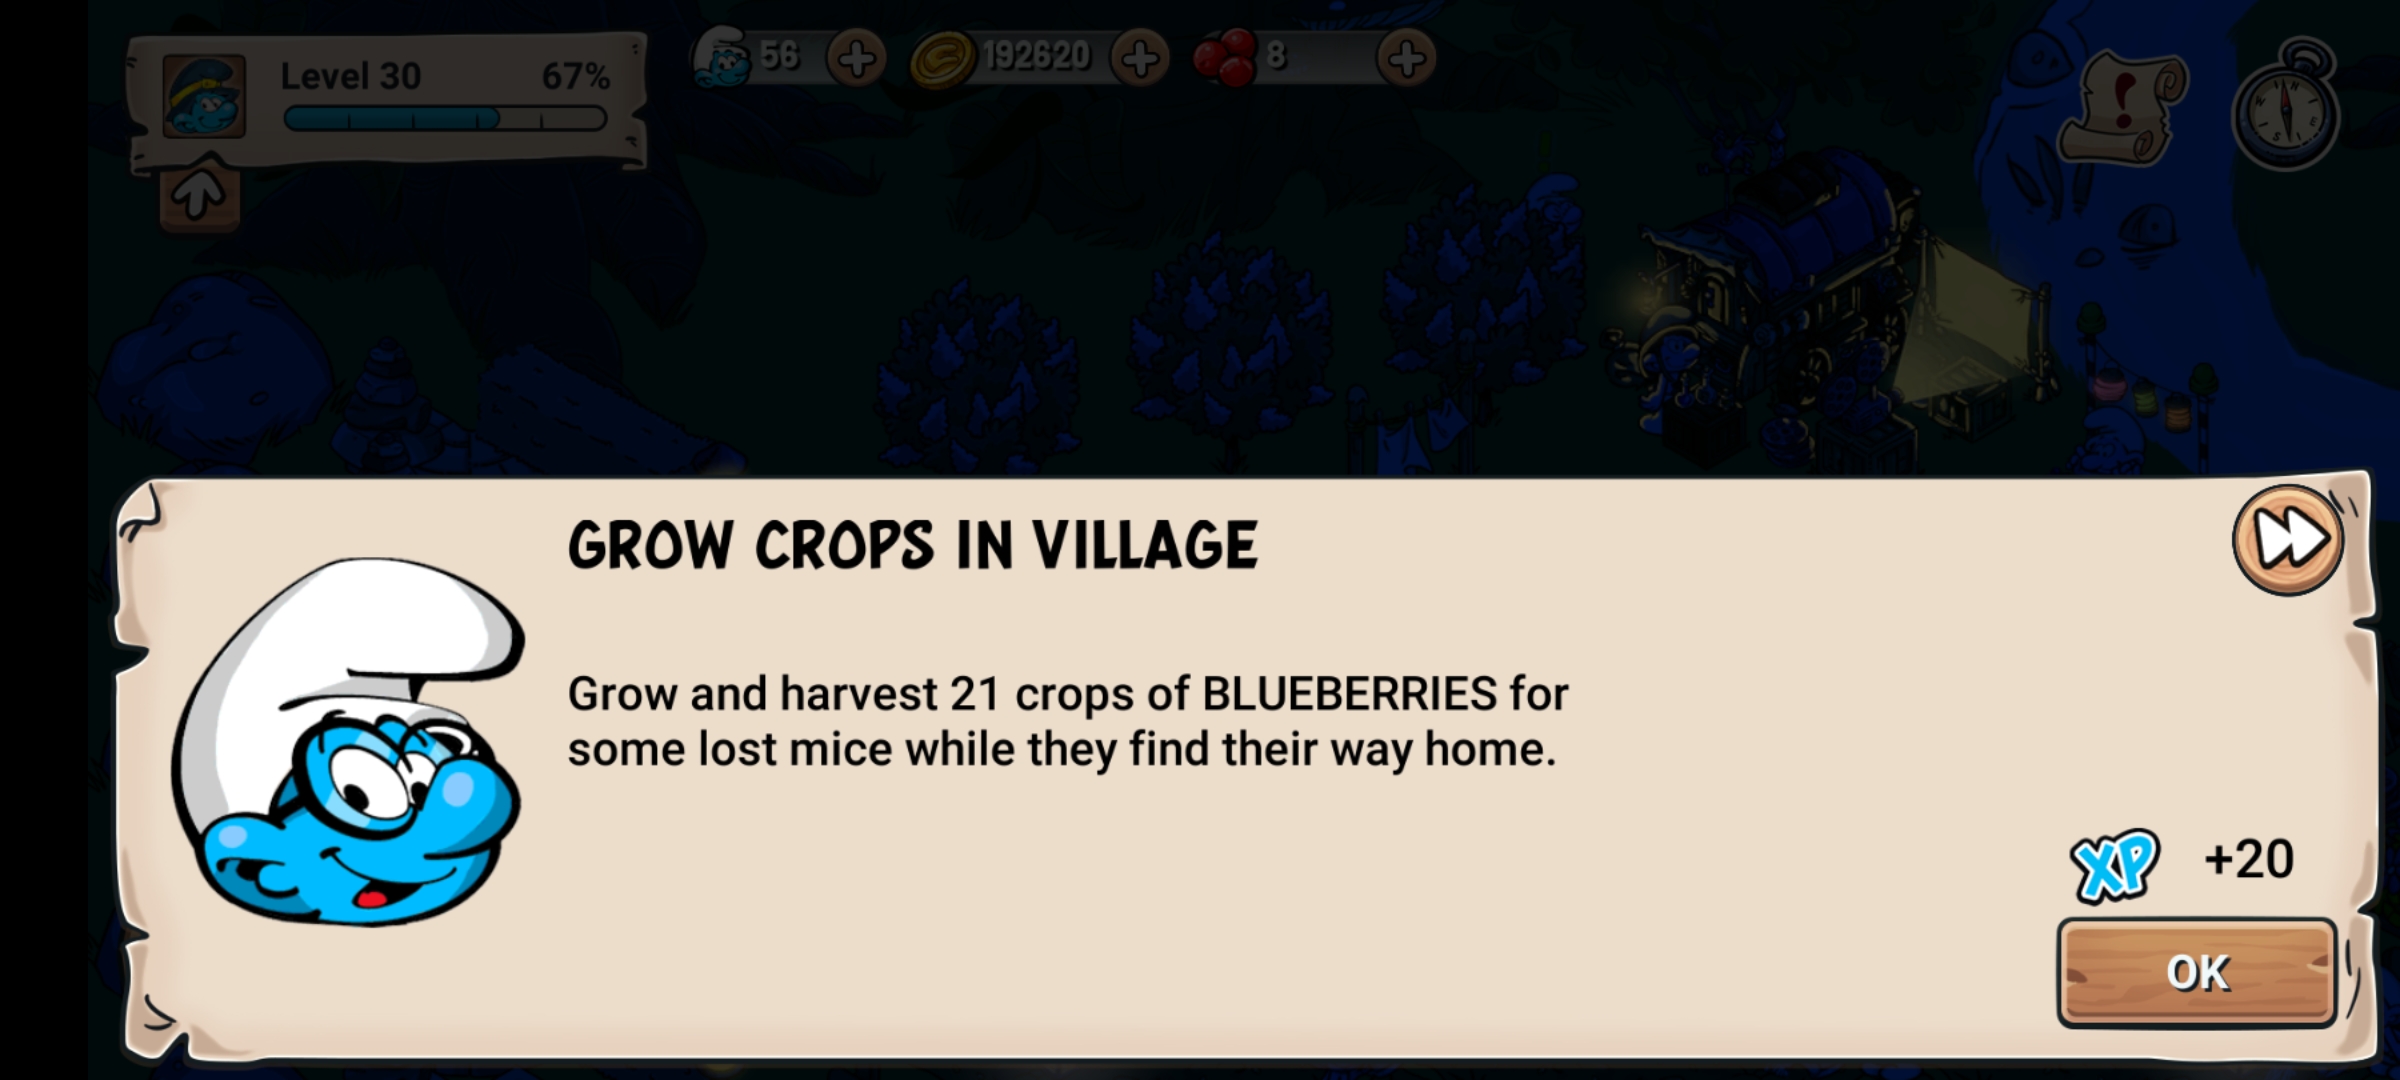 Level 30 67%
56
192620
8
GROW CROPS IN VILLAGE
Grow and harvest 21 crops of BLUEBERRIES for
some lost mice while they find their way home.
XP +20
OK